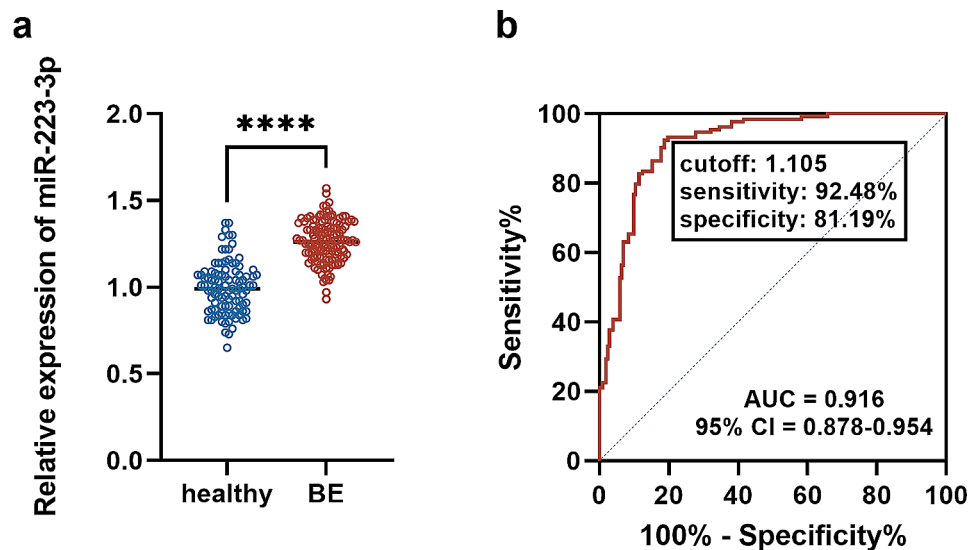 a
Relative expression of miR-223-3p
2.0
1.5
1.0
0.5
0.0
****
healthy
BE
b
Sensitivity%
100
80
60
40
20
0
cutoff: 1.105
sensitivity: 92.48%
specificity: 81.19%
AUC = 0.916
95% CI = 0.878-0.954
0 20 40 60 80 100
100% - Specificity%